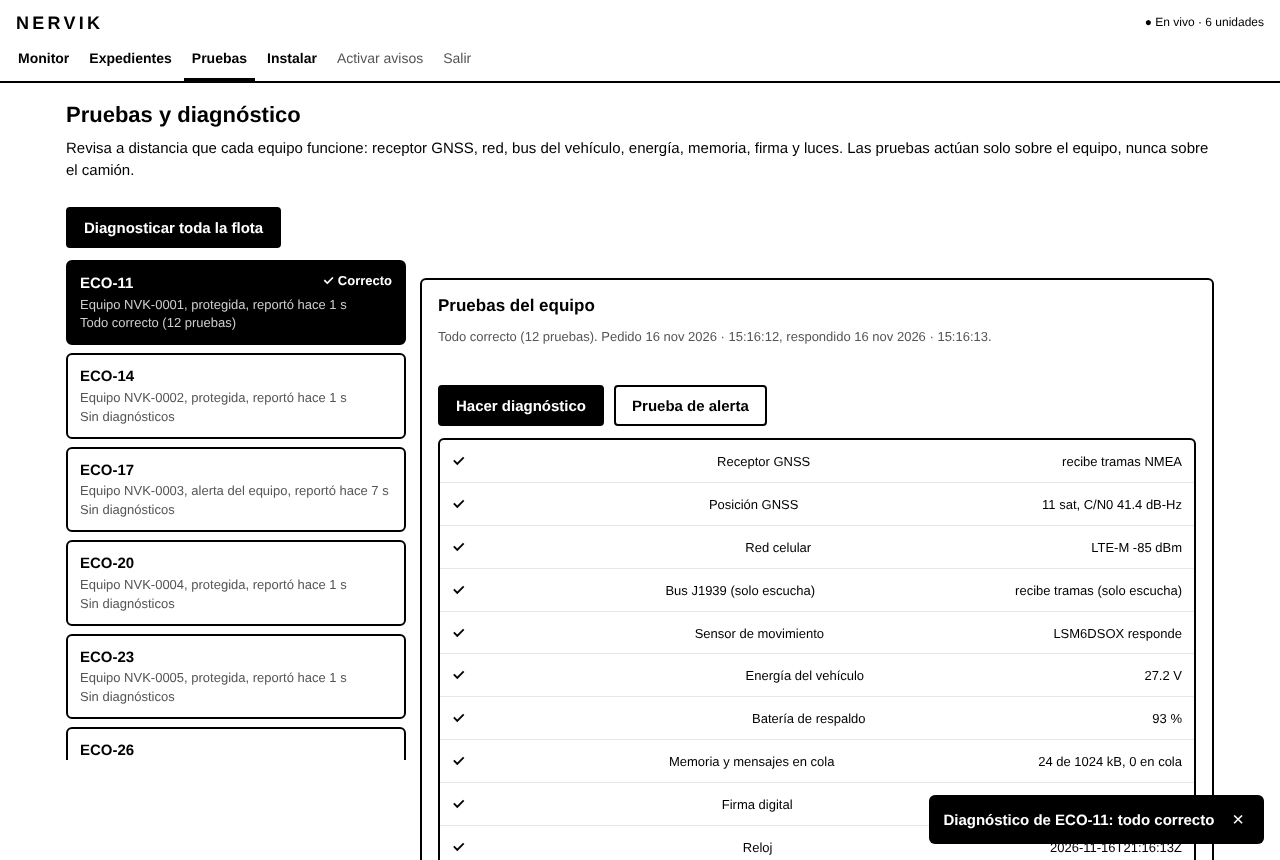 NERVIK
● En vivo · 6 unidades
Monitor
Expedientes
Pruebas
Instalar
Activar avisos
Salir
Pruebas y diagnóstico
Revisa a distancia que cada equipo funcione: receptor GNSS, red, bus del vehículo, energía, memoria, firma y luces. Las pruebas actúan solo sobre el equipo, nunca sobre
el camión.
Diagnosticar toda la flota
ECO-11
✓ Correcto
Equipo NVK-0001, protegida, reportó hace 1 s
Todo correcto (12 pruebas)
ECO-14
Equipo NVK-0002, protegida, reportó hace 1 s
Sin diagnósticos
ECO-17
Equipo NVK-0003, alerta del equipo, reportó hace 7 s
Sin diagnósticos
ECO-20
Equipo NVK-0004, protegida, reportó hace 1 s
Sin diagnósticos
ECO-23
Equipo NVK-0005, protegida, reportó hace 1 s
Sin diagnósticos
ECO-26
Pruebas del equipo
Todo correcto (12 pruebas). Pedido 16 nov 2026 · 15:16:12, respondido 16 nov 2026 · 15:16:13.
Hacer diagnóstico
Prueba de alerta
✓ Receptor GNSS recibe tramas NMEA
✓ Posición GNSS 11 sat, C/N0 41.4 dB-Hz
✓ Red celular LTE-M -85 dBm
✓ Bus J1939 (solo escucha) recibe tramas (solo escucha)
✓ Sensor de movimiento LSM6DSOX responde
✓ Energía del vehículo 27.2 V
✓ Batería de respaldo 93 %
✓ Memoria y mensajes en cola 24 de 1024 kB, 0 en cola
✓ Firma digital
✓ Reloj 2026-11-16T21:16:13Z
Diagnóstico de ECO-11: todo correcto ✕